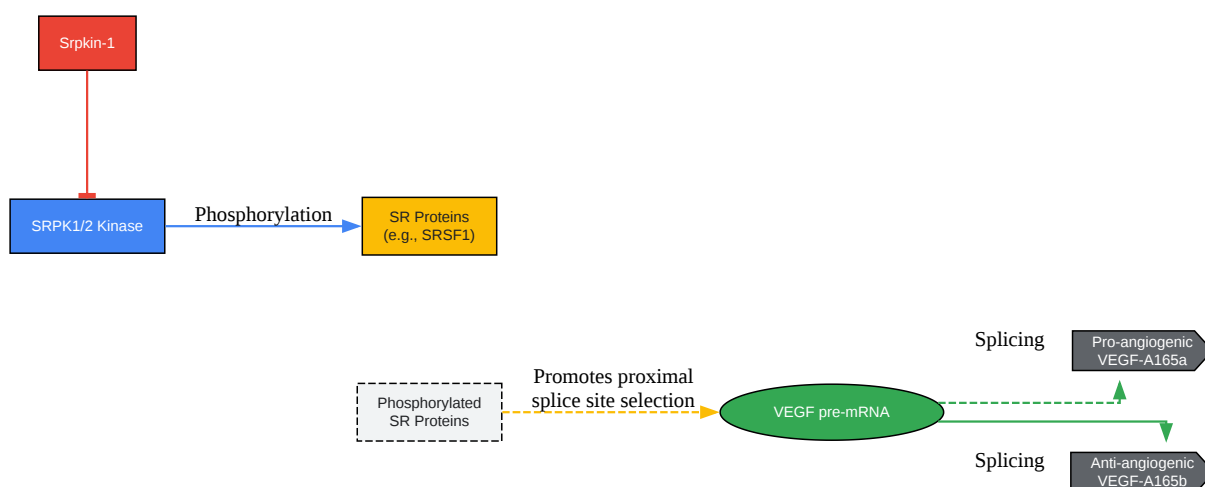 Srpkin-1
SRPK1/2 Kinase
Phosphorylation
SR Proteins
(e.g., SRSF1)
Phosphorylated
SR Proteins
Promotes proximal
splice site selection
VEGF pre-mRNA
Splicing
Pro-angiogenic
VEGF-A165a
Splicing
Anti-angiogenic
VEGF-A165b